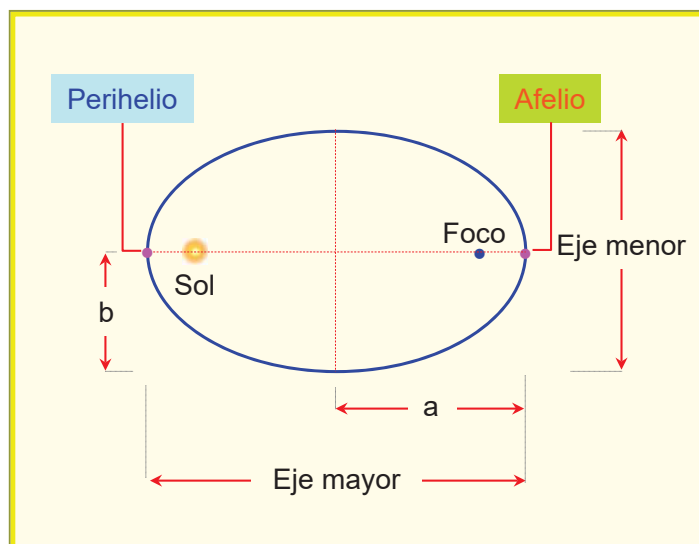 Perihelio
Afelio
Foco
Eje menor
Sol
b
a
Eje mayor